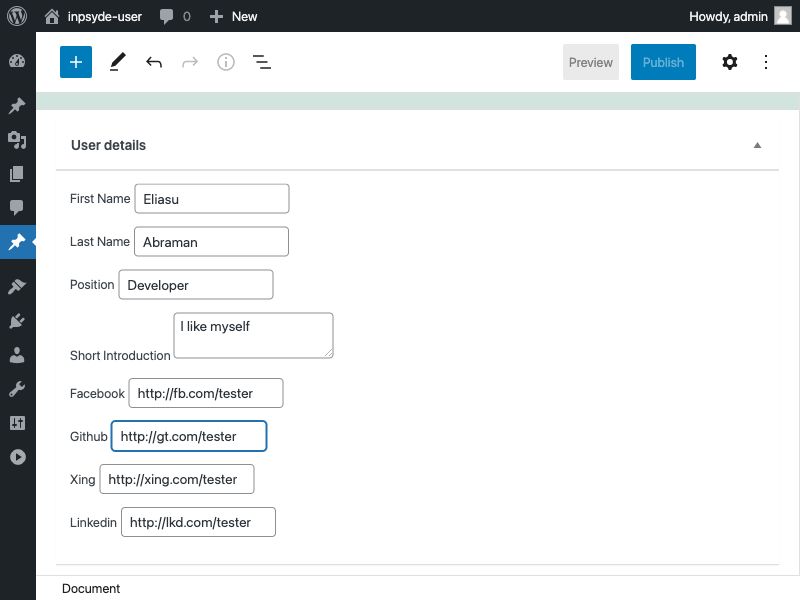 inpsyde-user 0 New Howdy, admin
Preview Publish
User details
First Name Eliasu
Last Name Abraman
Position Developer
Short Introduction I like myself
Facebook http://fb.com/tester
Github http://gt.com/tester
Xing http://xing.com/tester
Linkedin http://lkd.com/tester
Document